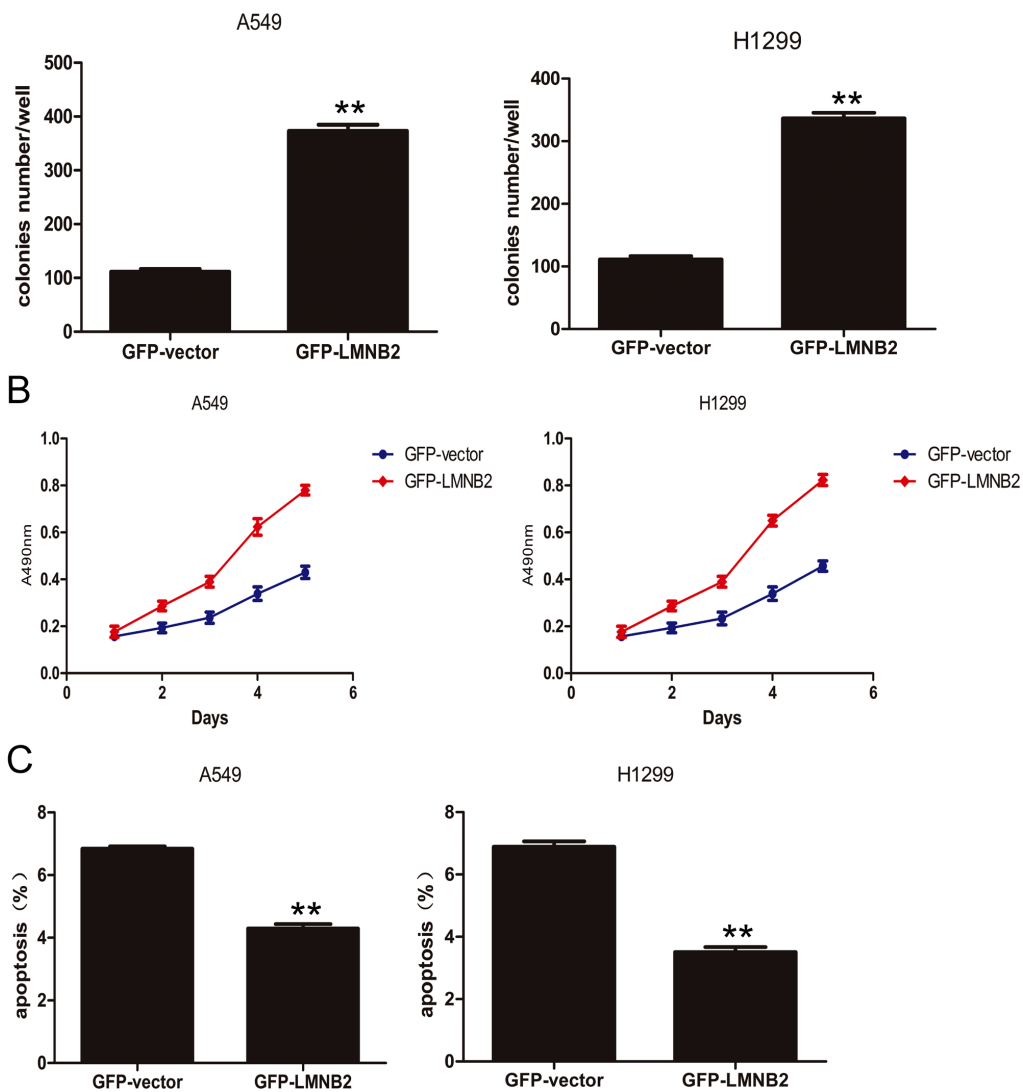 A549
colonies number/well
500
400
300
200
100
0
**
GFP-vector
GFP-LMNB2
H1299
colonies number/well
400
300
200
100
0
**
GFP-vector
GFP-LMNB2
B
A549
A490nm
1.0
0.8
0.6
0.4
0.2
0.0
0
2
4
6
Days
GFP-vector
GFP-LMNB2
H1299
A490nm
1.0
0.8
0.6
0.4
0.2
0.0
0
2
4
6
Days
GFP-vector
GFP-LMNB2
C
A549
apoptosis（%）
8
6
4
2
0
**
GFP-vector
GFP-LMNB2
H1299
apoptosis（%）
8
6
4
2
0
**
GFP-vector
GFP-LMNB2